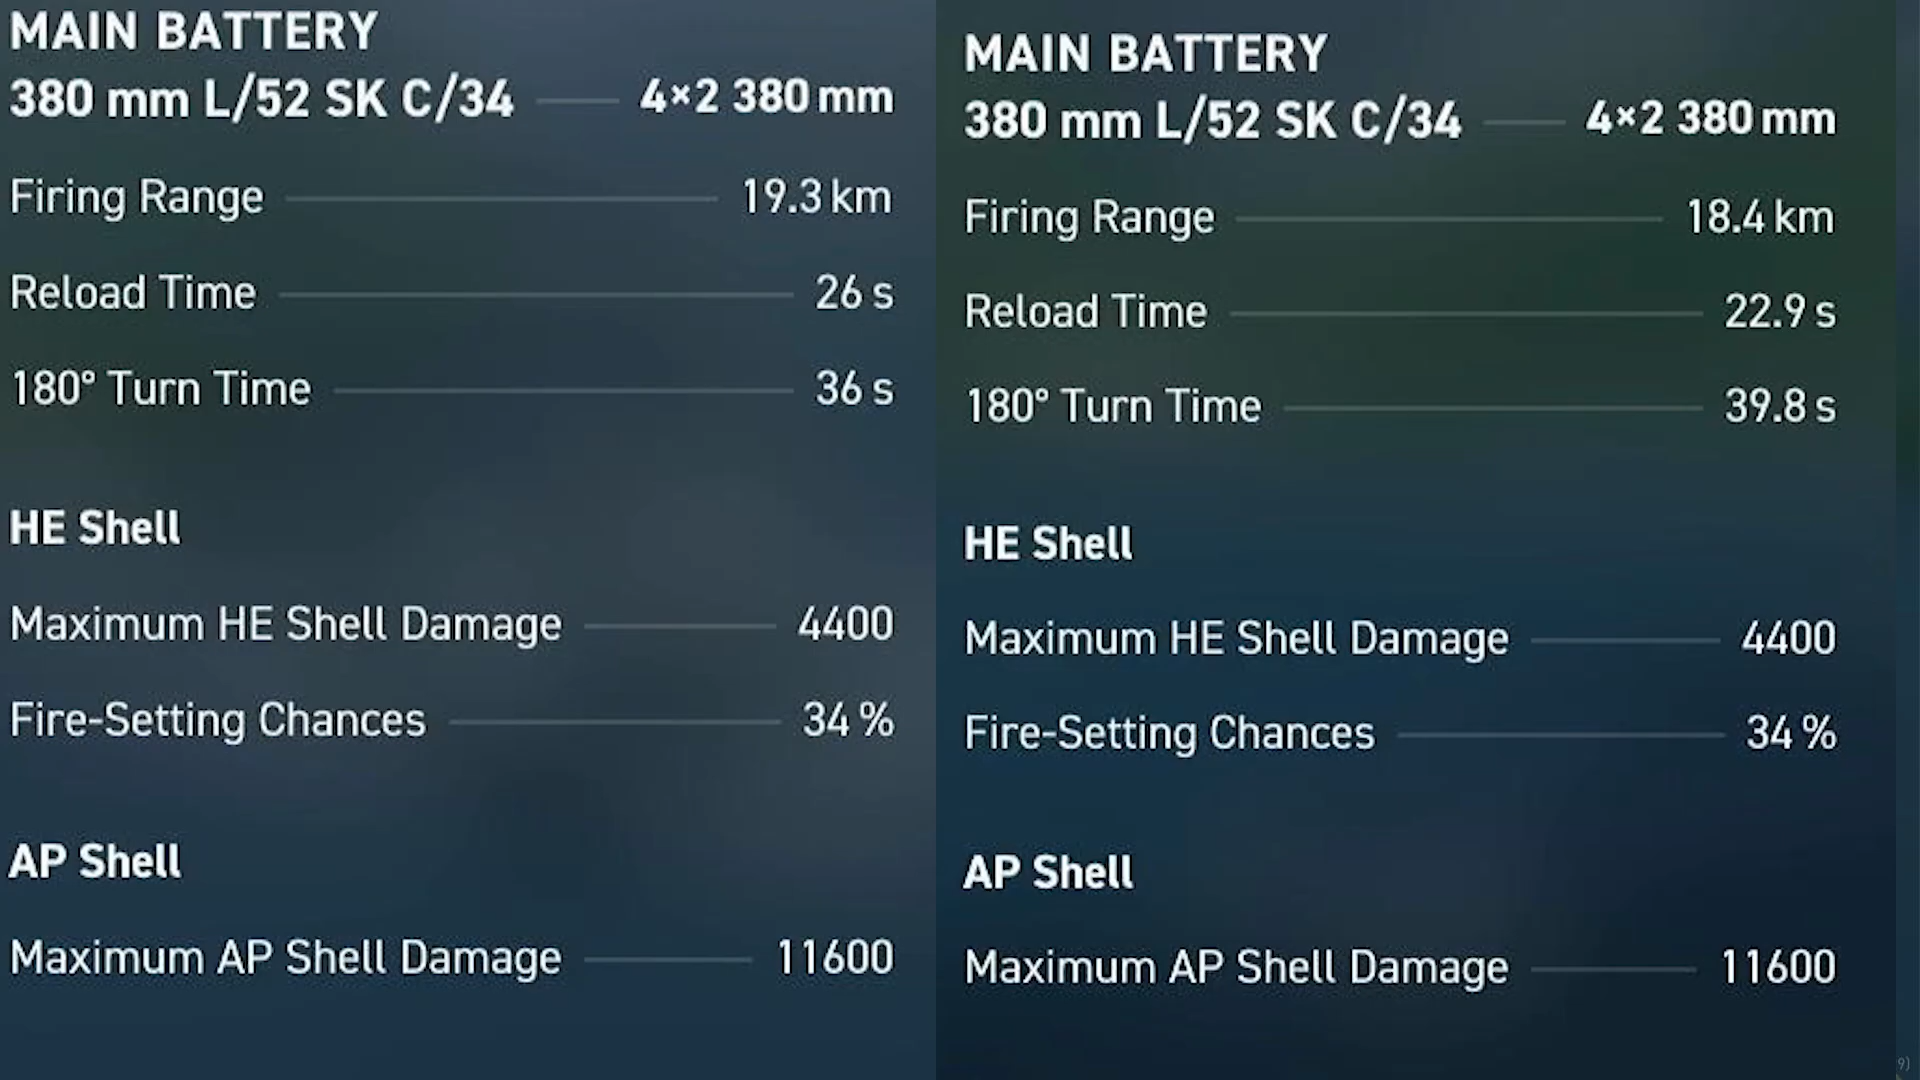 MAIN BATTERY
380 mm L/52 SK C/34 4×2 380 mm
Firing Range 19.3 km
Reload Time 26 s
180° Turn Time 36 s
HE Shell
Maximum HE Shell Damage 4400
Fire-Setting Chances 34 %
AP Shell
Maximum AP Shell Damage 11600
MAIN BATTERY
380 mm L/52 SK C/34 4×2 380 mm
Firing Range 18.4 km
Reload Time 22.9 s
180° Turn Time 39.8 s
HE Shell
Maximum HE Shell Damage 4400
Fire-Setting Chances 34 %
AP Shell
Maximum AP Shell Damage 11600
9)